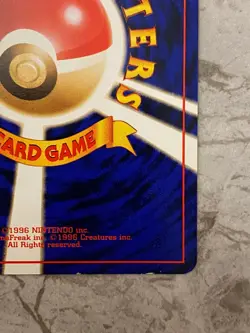 TERS
CARD GAME
©1996 NINTENDO inc.
Freak inc. ©1996 Creatures inc.
All Rights reserved.